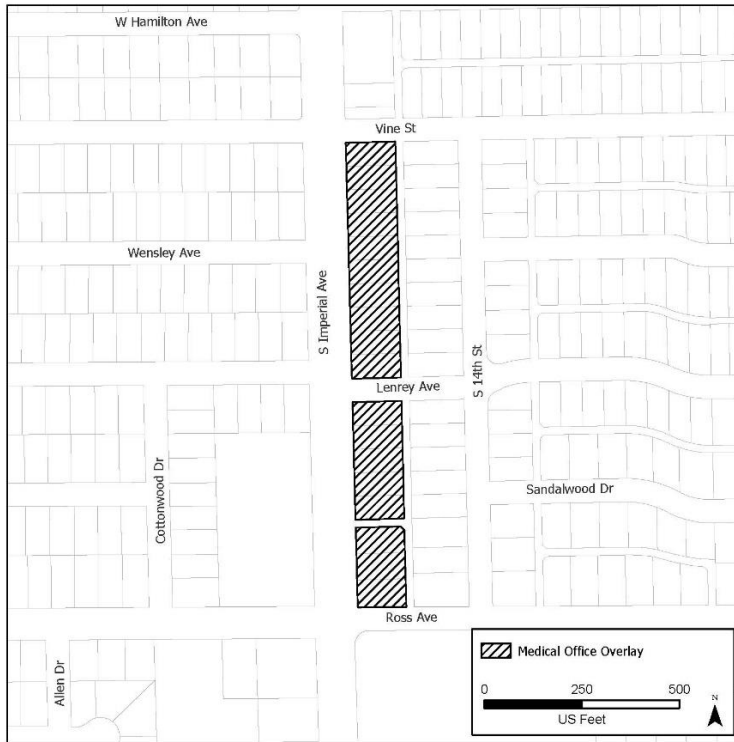 W Hamilton Ave
Vine St
Wensley Ave
S Imperial Ave
Lenrey Ave
S 14th St
Cottonwood Dr
Sandalwood Dr
Ross Ave
Allen Dr
Medical Office Overlay
0 250 500
US Feet
N